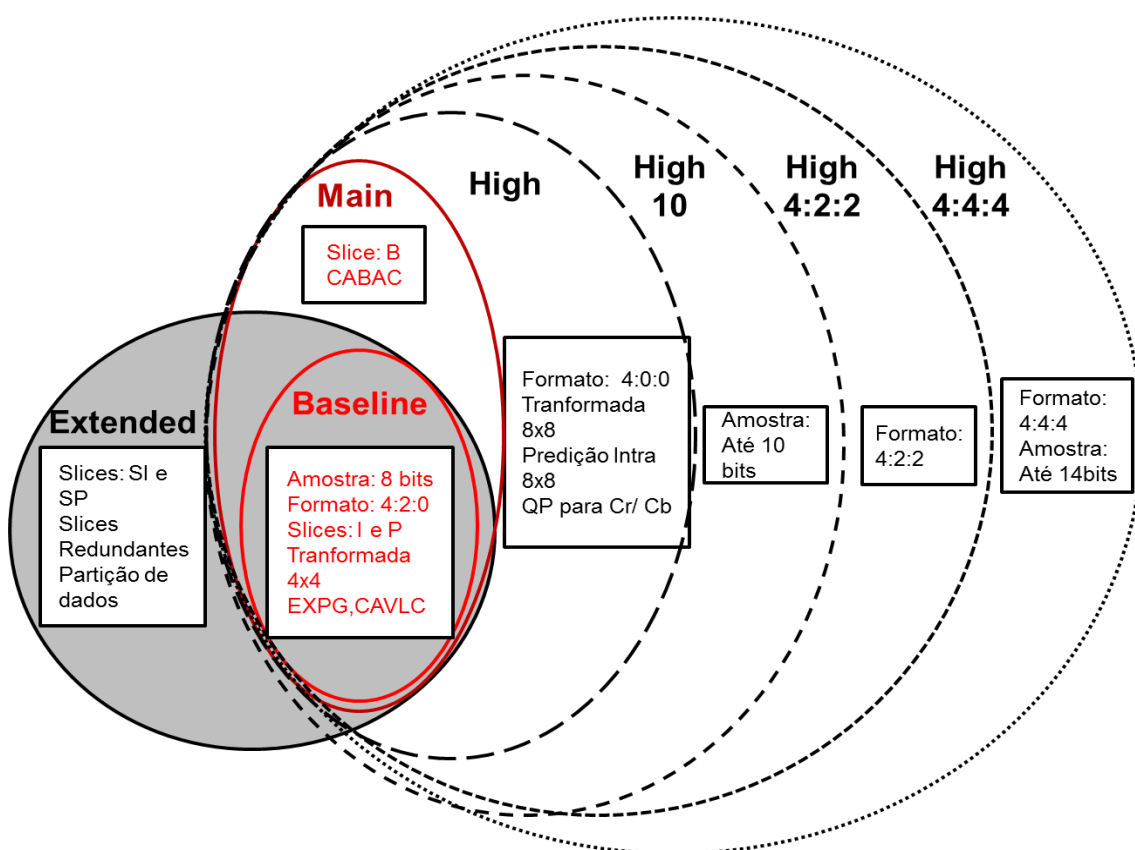 Main
Slice: B
CABAC
High
High
10
High
4:2:2
High
4:4:4
Extended
Slices: SI e
SP
Slices
Redundantes
Partição de
dados
Baseline
Amostra: 8 bits
Formato: 4:2:0
Slices: I e P
Tranformada
4x4
EXPG,CAVLC
Formato: 4:0:0
Tranformada
8x8
Predição Intra
8x8
QP para Cr/ Cb
Amostra:
Até 10
bits
Formato:
4:2:2
Formato:
4:4:4
Amostra:
Até 14bits